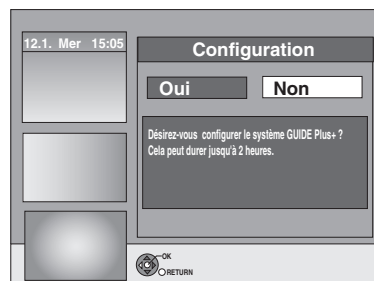 12.1. Mer 15:05
Configuration
Oui Non
Désirez-vous configurer le système GUIDE Plus+ ?
Cela peut durer jusqu'à 2 heures.
OK
RETURN